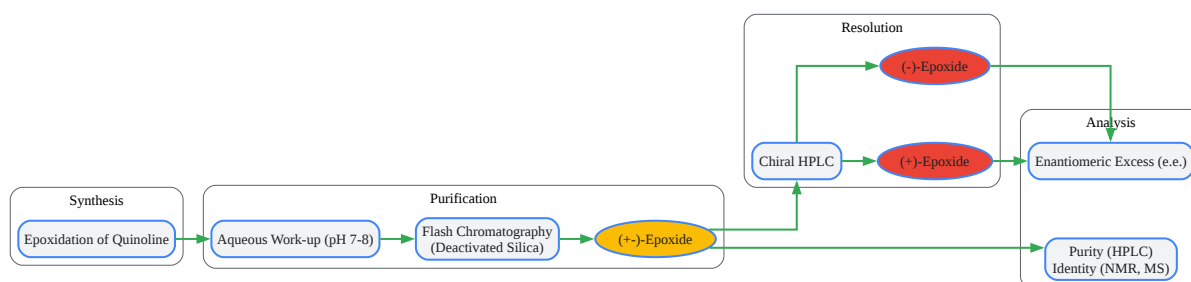 Synthesis
Epoxidation of Quinoline
Purification
Aqueous Work-up (pH 7-8)
Flash Chromatography
(Deactivated Silica)
(+-)-Epoxide
Resolution
Chiral HPLC
(-)-Epoxide
(+)-Epoxide
Analysis
Enantiomeric Excess (e.e.)
Purity (HPLC)
Identity (NMR, MS)